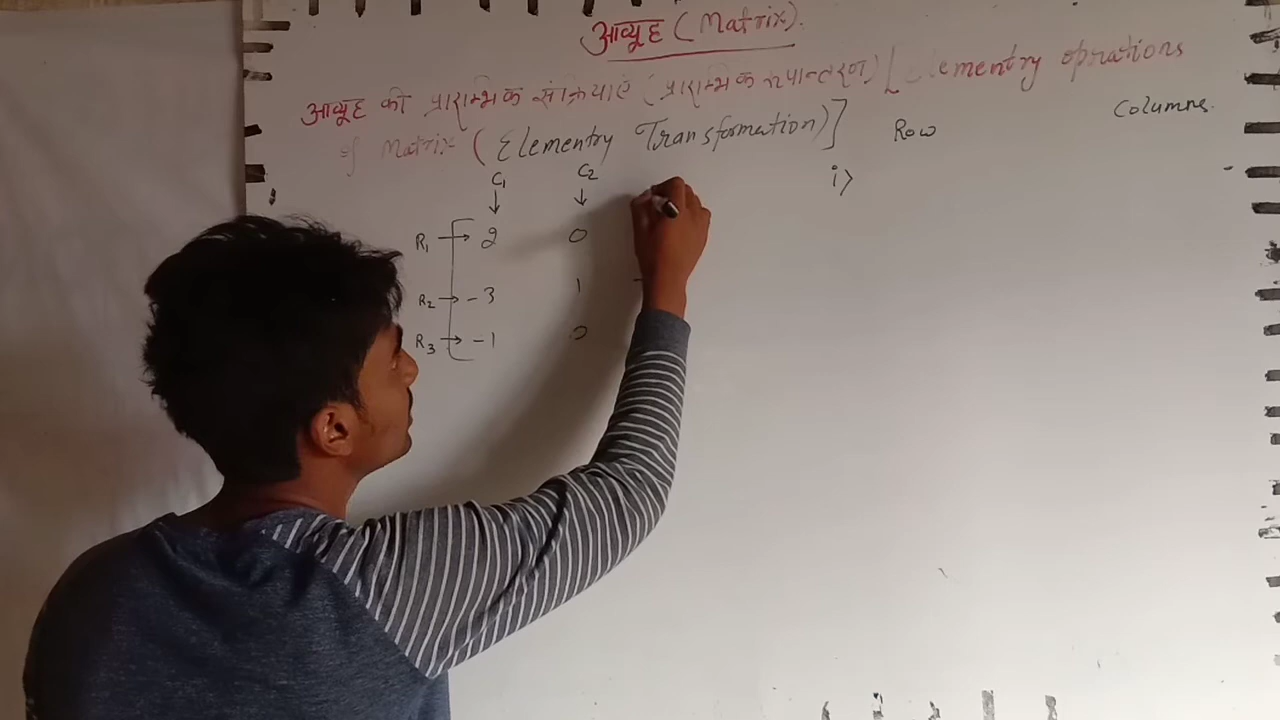 आव्यूह (Matrix).
आव्यूह की प्रारम्भिक संक्रियाएँ (प्रारम्भिक रूपान्तरण) [Elementry oprations
of Matrix (Elementry Transformation)] Row Columns.
C1 C2 i>
↓ ↓
R1 → 2 0
R2 → -3 1
R3 → -1 0